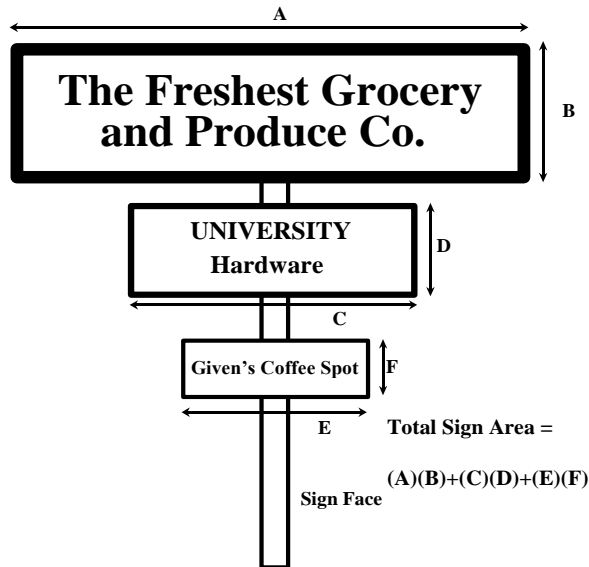 A
The Freshest Grocery
and Produce Co.
B
UNIVERSITY
Hardware
D
C
Given’s Coffee Spot
F
E
Total Sign Area =
(A)(B)+(C)(D)+(E)(F)
Sign Face